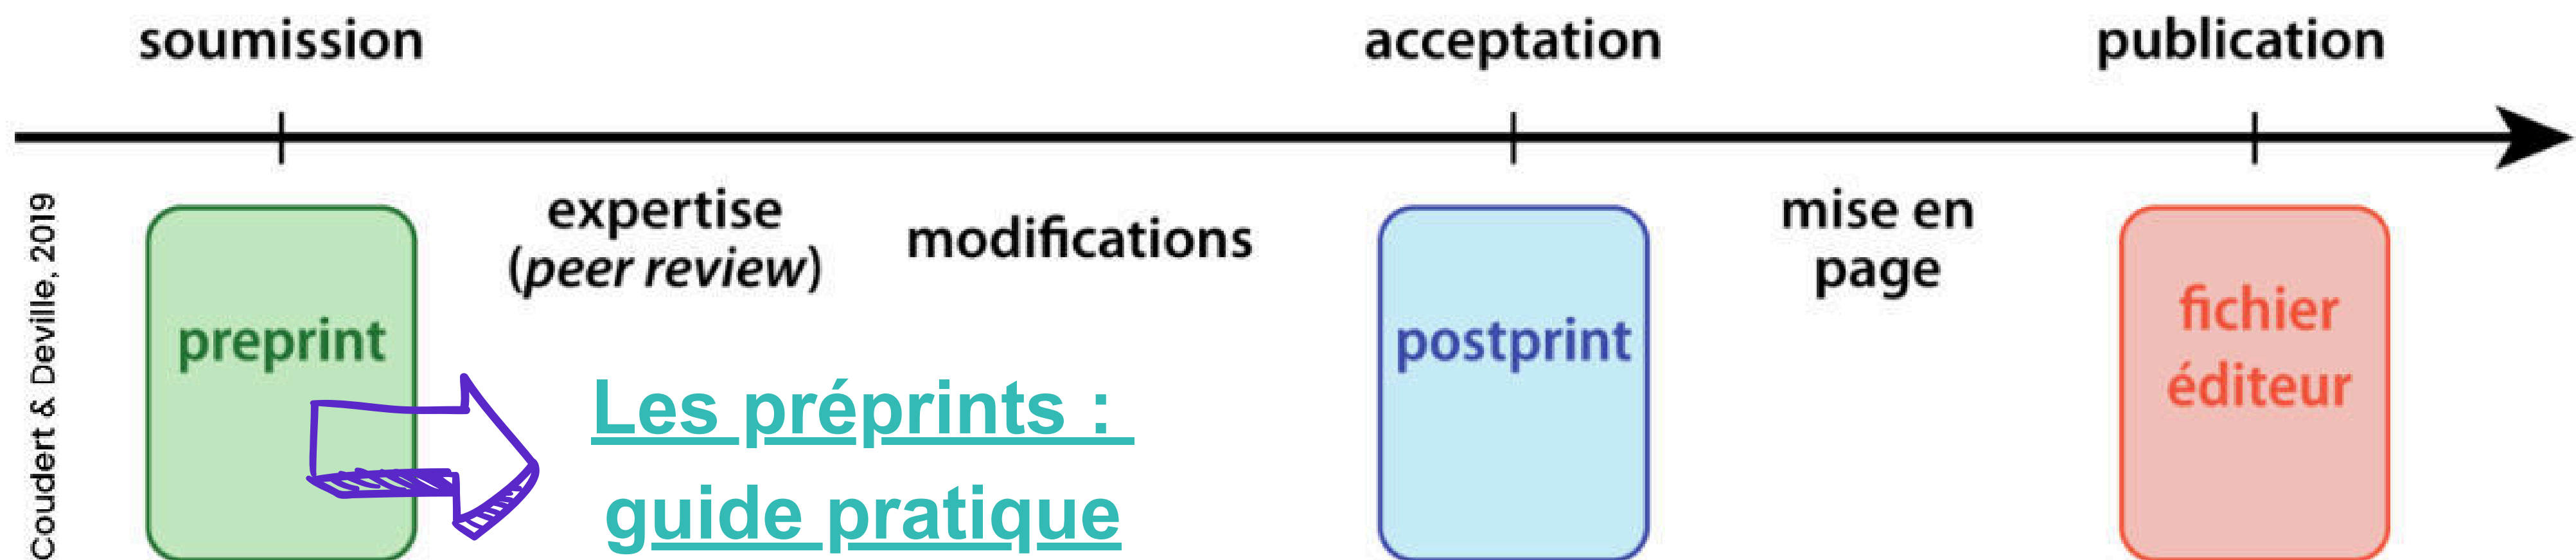 soumission
acceptation
publication
expertise
(peer review)
modifications
mise en
page
preprint
postprint
fichier
éditeur
Les préprints :
guide pratique
Coudert & Deville, 2019